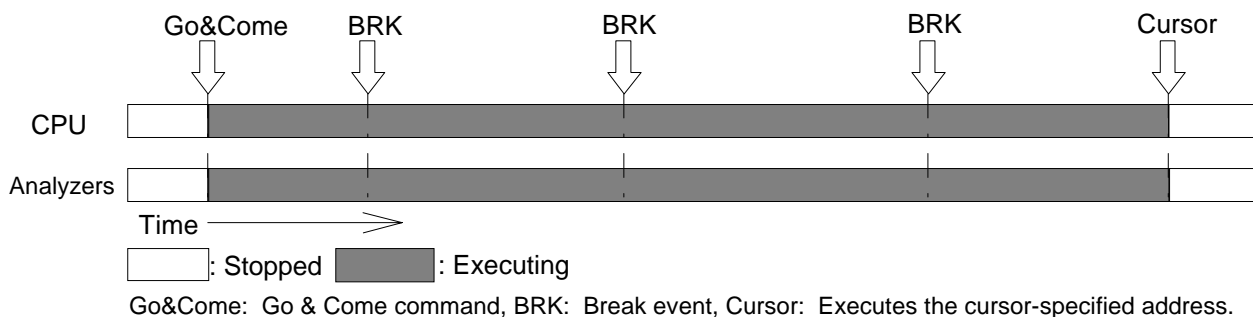 Go&Come BRK BRK BRK Cursor
CPU
Analyzers
Time
: Stopped : Executing
Go&Come: Go & Come command, BRK: Break event, Cursor: Executes the cursor-specified address.